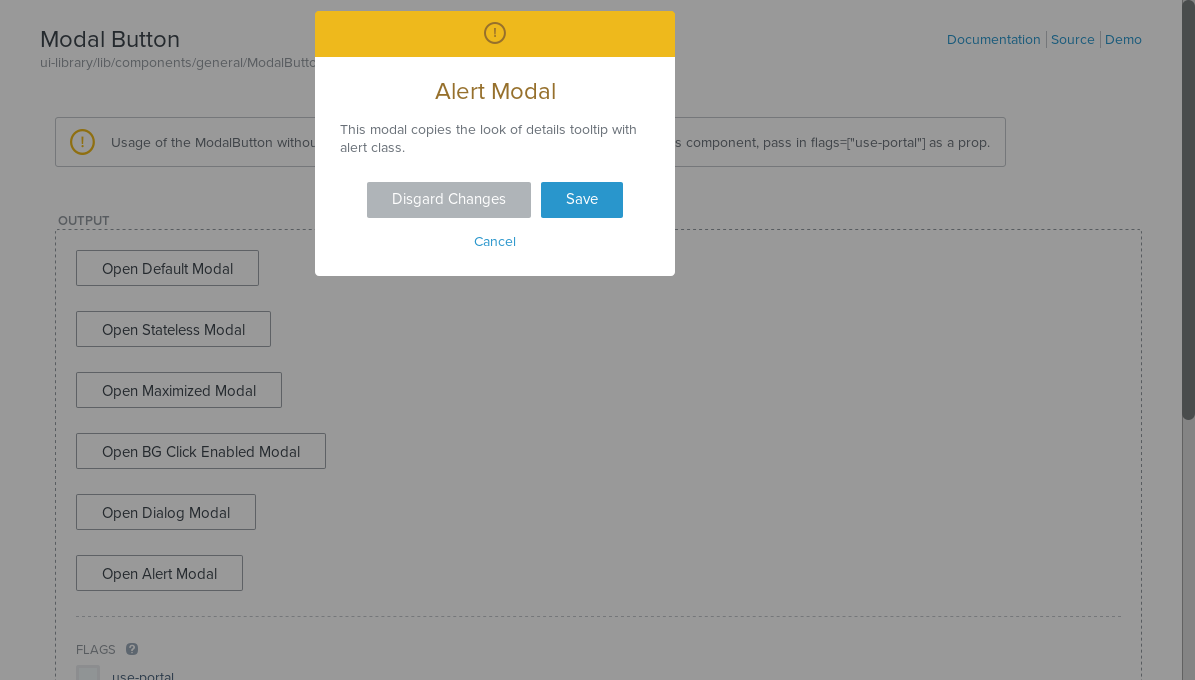 Modal Button
Documentation
Source
Demo
ui-library/lib/components/general/ModalButto
!
Alert Modal
This modal copies the look of details tooltip with
alert class.
Disgard Changes
Save
Cancel
! Usage of the ModalButton withou
s component, pass in flags=["use-portal"] as a prop.
OUTPUT
Open Default Modal
Open Stateless Modal
Open Maximized Modal
Open BG Click Enabled Modal
Open Dialog Modal
Open Alert Modal
FLAGS ?
use-portal